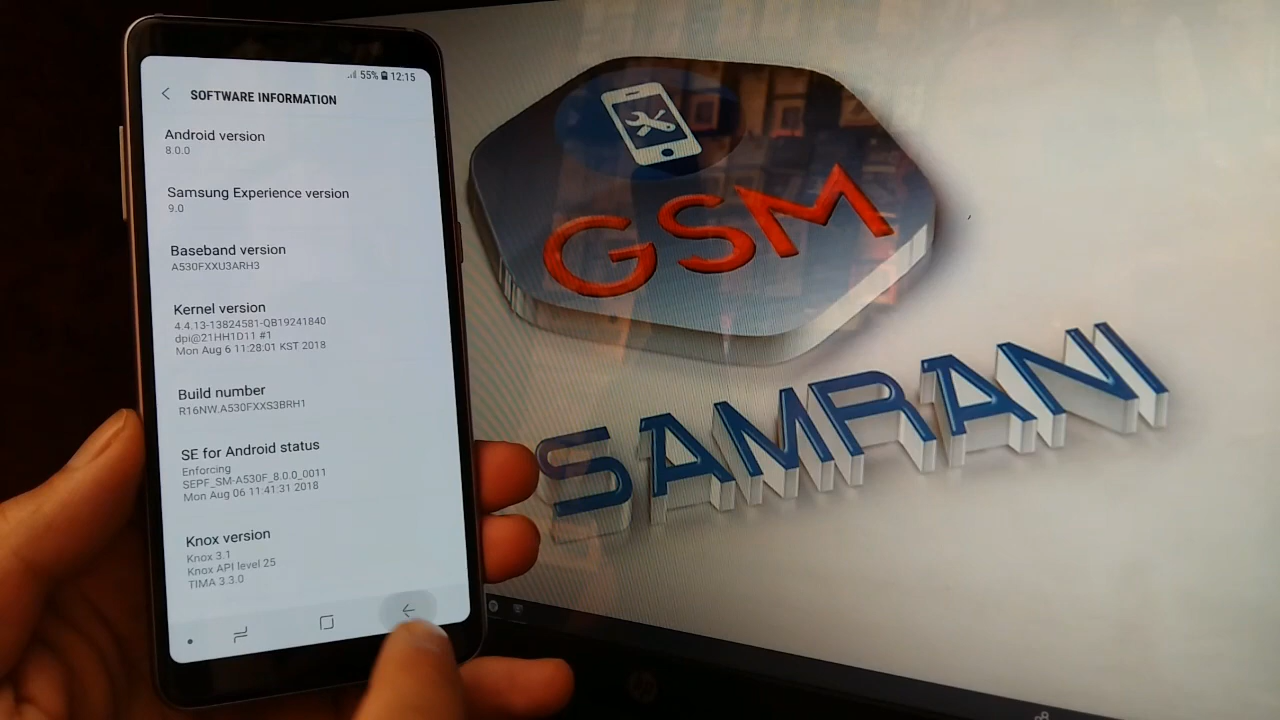 55% 12:15
SOFTWARE INFORMATION
Android version
8.0.0
Samsung Experience version
9.0
Baseband version
A530FXXU3ARH3
Kernel version
4.4.13-13824581-QB19241840
dpi@21HH1D11 #1
Mon Aug 6 11:28:01 KST 2018
Build number
R16NW.A530FXXS3BRH1
SE for Android status
Enforcing
SEPF_SM-A530F_8.0.0_0011
Mon Aug 06 11:41:31 2018
Knox version
Knox 3.1
Knox API level 25
TIMA 3.3.0
GSM
SAMRANI
hp